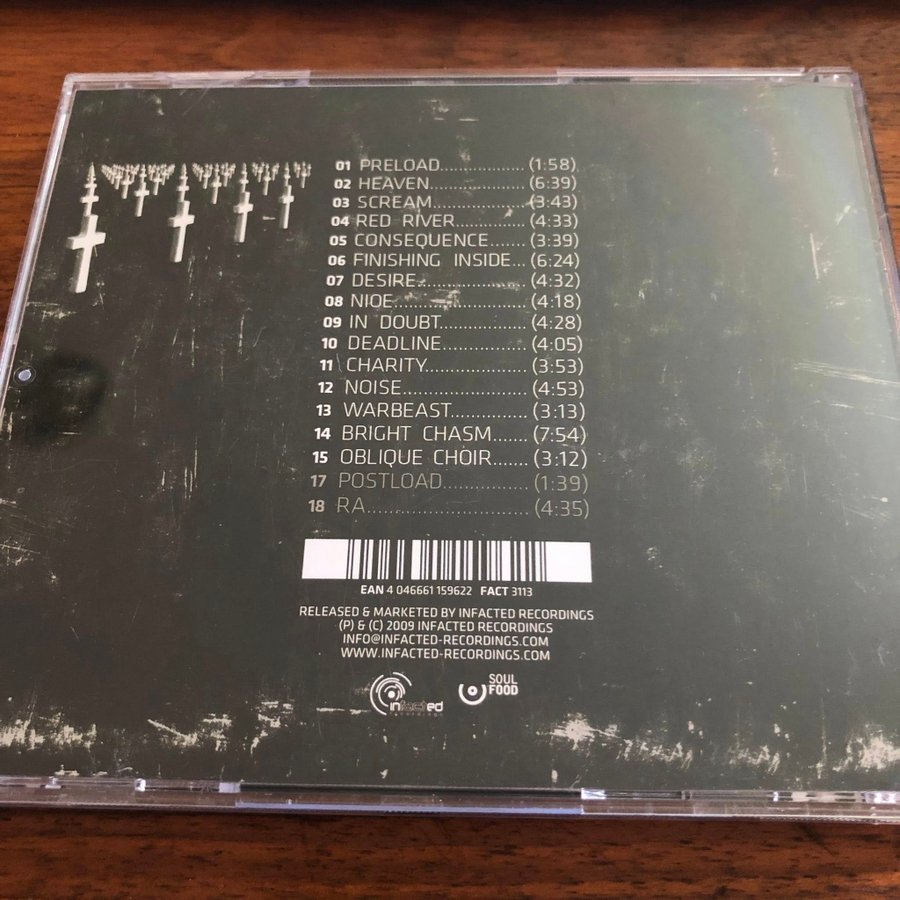 01 PRELOAD.................. (1:58)
02 HEAVEN.................... (6:39)
03 SCREAM.................... (3:43)
04 RED RIVER............... (4:33)
05 CONSEQUENCE....... (3:39)
06 FINISHING INSIDE... (6:24)
07 DESIRE...................... (4:32)
08 NIOE.......................... (4:18)
09 IN DOUBT.................. (4:28)
10 DEADLINE................. (4:05)
11 CHARITY.................... (3:53)
12 NOISE........................ (4:53)
13 WARBEAST............... (3:13)
14 BRIGHT CHASM....... (7:54)
15 OBLIQUE CHOIR....... (3:12)
17 POSTLOAD................ (1:39)
18 RA.............................. (4:35)
EAN 4 046661 159622 FACT 3113
RELEASED & MARKETED BY INFACTED RECORDINGS
(P) & (C) 2009 INFACTED RECORDINGS
INFO@INFACTED-RECORDINGS.COM
WWW.INFACTED-RECORDINGS.COM
infacted
recordings
SOUL
FOOD